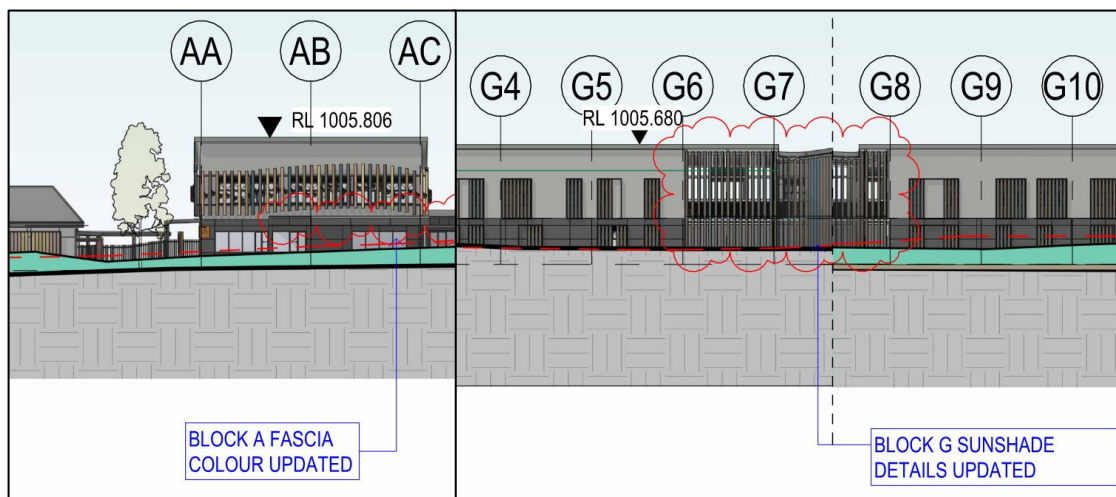 AA
AB
AC
RL 1005.806
BLOCK A FASCIA
COLOUR UPDATED
G4
G5
G6
G7
G8
G9
G10
RL 1005.680
BLOCK G SUNSHADE
DETAILS UPDATED